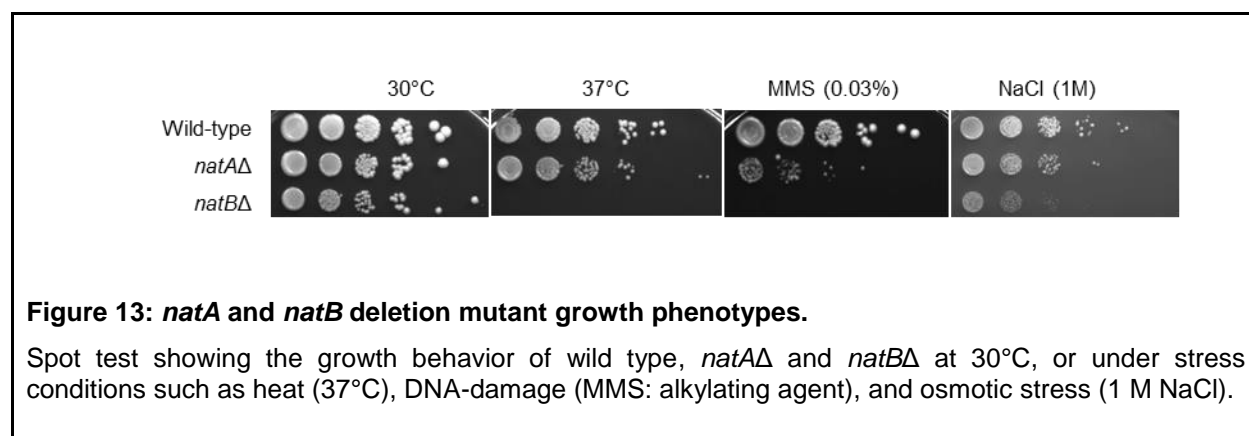 30°C 37°C MMS (0.03%) NaCl (1M)
Wild-type
natAΔ
natBΔ
Figure 13: natA and natB deletion mutant growth phenotypes.
Spot test showing the growth behavior of wild type, natAΔ and natBΔ at 30°C, or under stress
conditions such as heat (37°C), DNA-damage (MMS: alkylating agent), and osmotic stress (1 M NaCl).